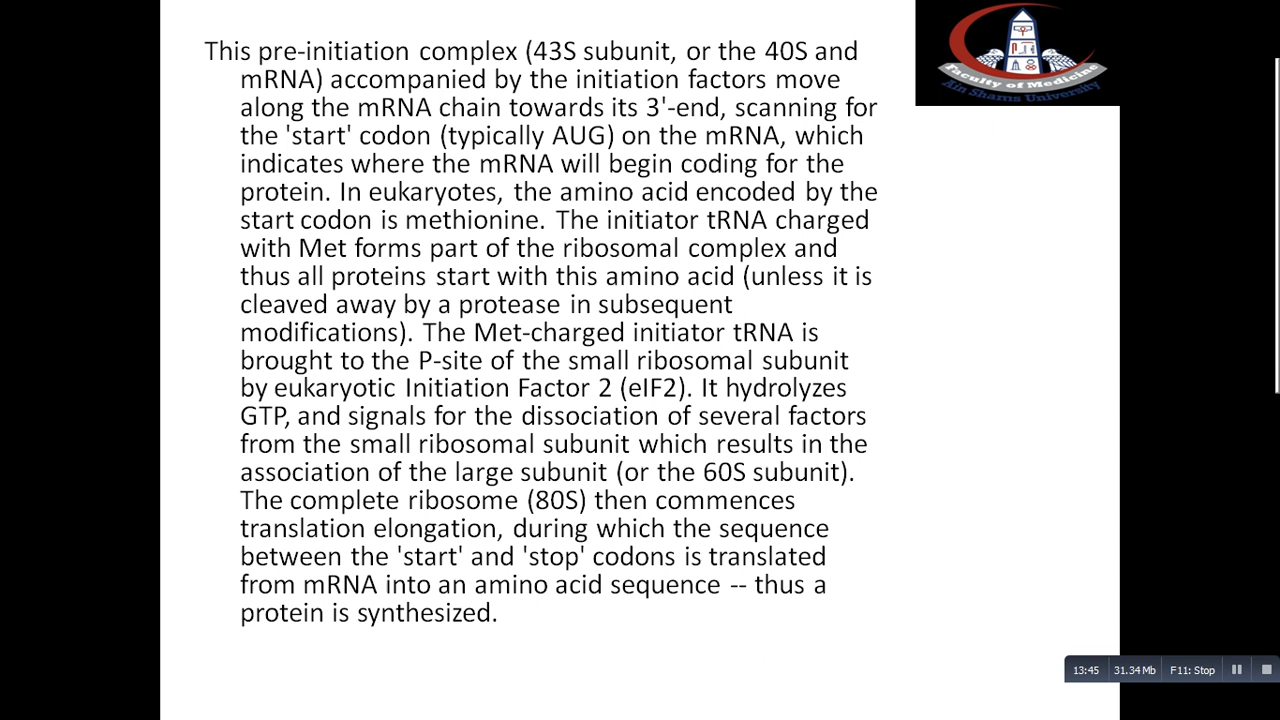 This pre-initiation complex (43S subunit, or the 40S and
mRNA) accompanied by the initiation factors move
along the mRNA chain towards its 3'-end, scanning for
the 'start' codon (typically AUG) on the mRNA, which
indicates where the mRNA will begin coding for the
protein. In eukaryotes, the amino acid encoded by the
start codon is methionine. The initiator tRNA charged
with Met forms part of the ribosomal complex and
thus all proteins start with this amino acid (unless it is
cleaved away by a protease in subsequent
modifications). The Met-charged initiator tRNA is
brought to the P-site of the small ribosomal subunit
by eukaryotic Initiation Factor 2 (eIF2). It hydrolyzes
GTP, and signals for the dissociation of several factors
from the small ribosomal subunit which results in the
association of the large subunit (or the 60S subunit).
The complete ribosome (80S) then commences
translation elongation, during which the sequence
between the 'start' and 'stop' codons is translated
from mRNA into an amino acid sequence -- thus a
protein is synthesized.
Faculty of Medicine
Ain Shams University
13:45 31.34 Mb F11: Stop